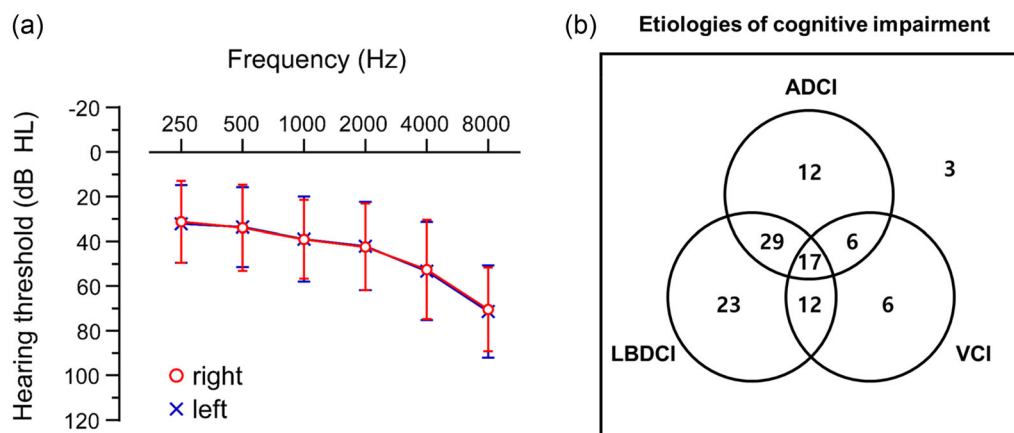 (a)
Frequency (Hz)
250 500 1000 2000 4000 8000
Hearing threshold (dB HL)
-20
0
20
40
60
80
100
120
right
left
(b) Etiologies of cognitive impairment
ADCI
12
3
29
6
17
23
12
6
LBDCI
VCI